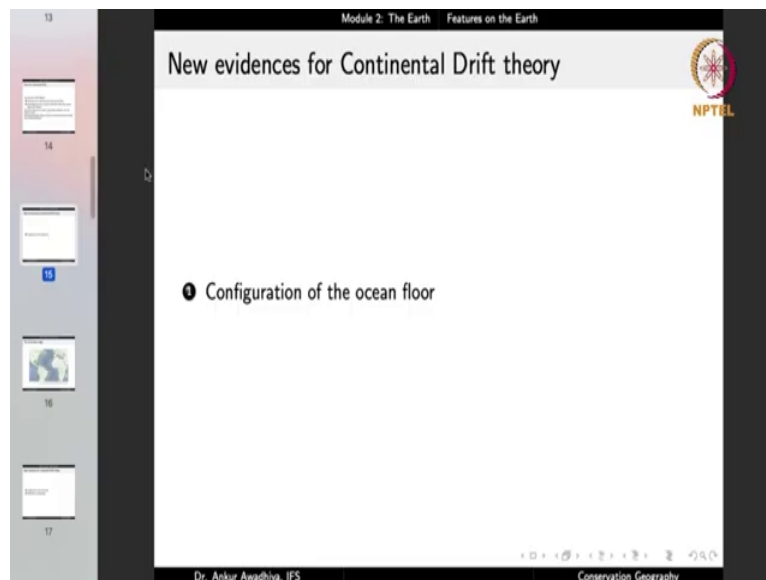 13
Module 2: The Earth Features on the Earth
New evidences for Continental Drift theory
NPTEL
14
15
1 Configuration of the ocean floor
16
17
Dr. Ankur Awadhiya, IFS Conservation Geography